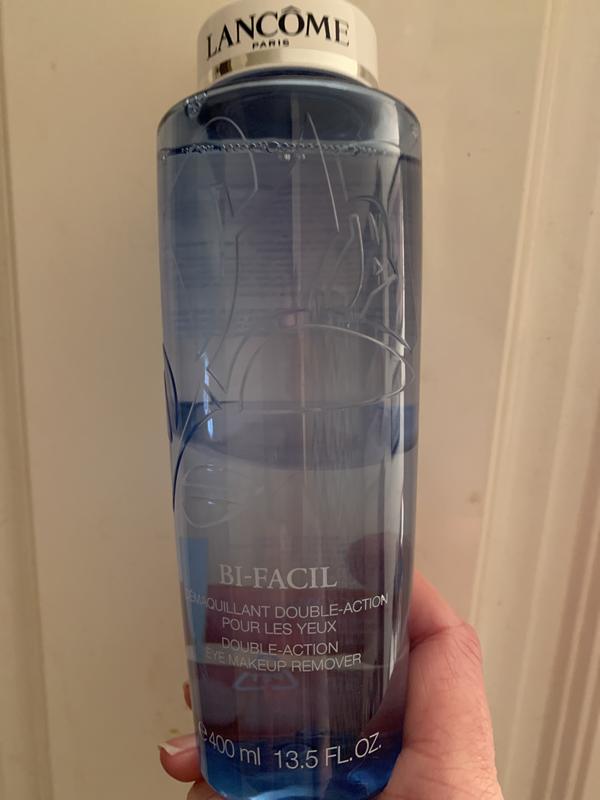 LANCÔME
PARIS
BI-FACIL
DÉMAQUILLANT DOUBLE-ACTION
POUR LES YEUX
DOUBLE-ACTION
EYE MAKEUP REMOVER
℮ 400 ml 13.5 FL.OZ.